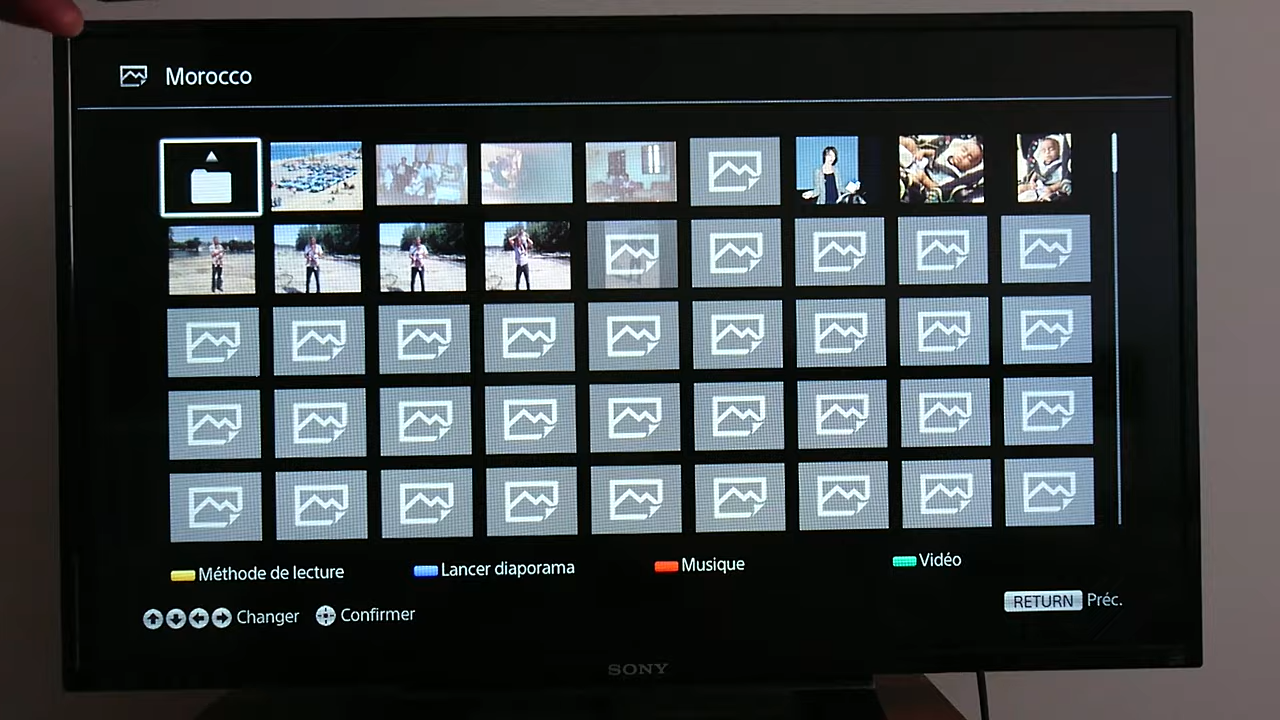 Morocco
Méthode de lecture
Lancer diaporama
Musique
Vidéo
Changer
Confirmer
RETURN Préc.
SONY